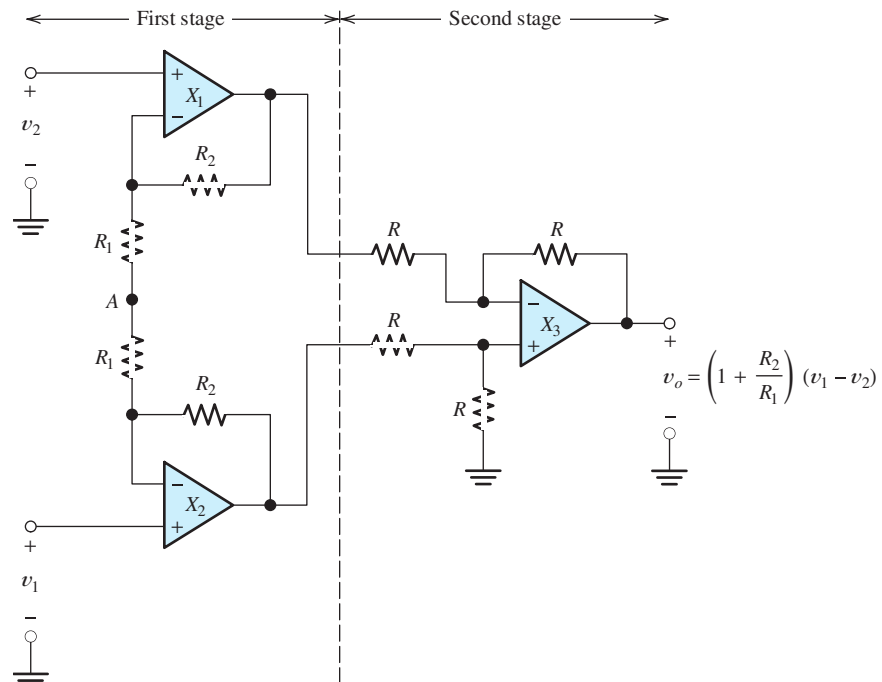 First stage
Second stage
+
X₁
−
+
v₂
−
R₂
R₁
A
R₁
R₂
−
X₂
+
+
v₁
−
R
R
R
R
−
X₃
+
+
v_o = (1 + R₂/R₁) (v₁ − v₂)
−